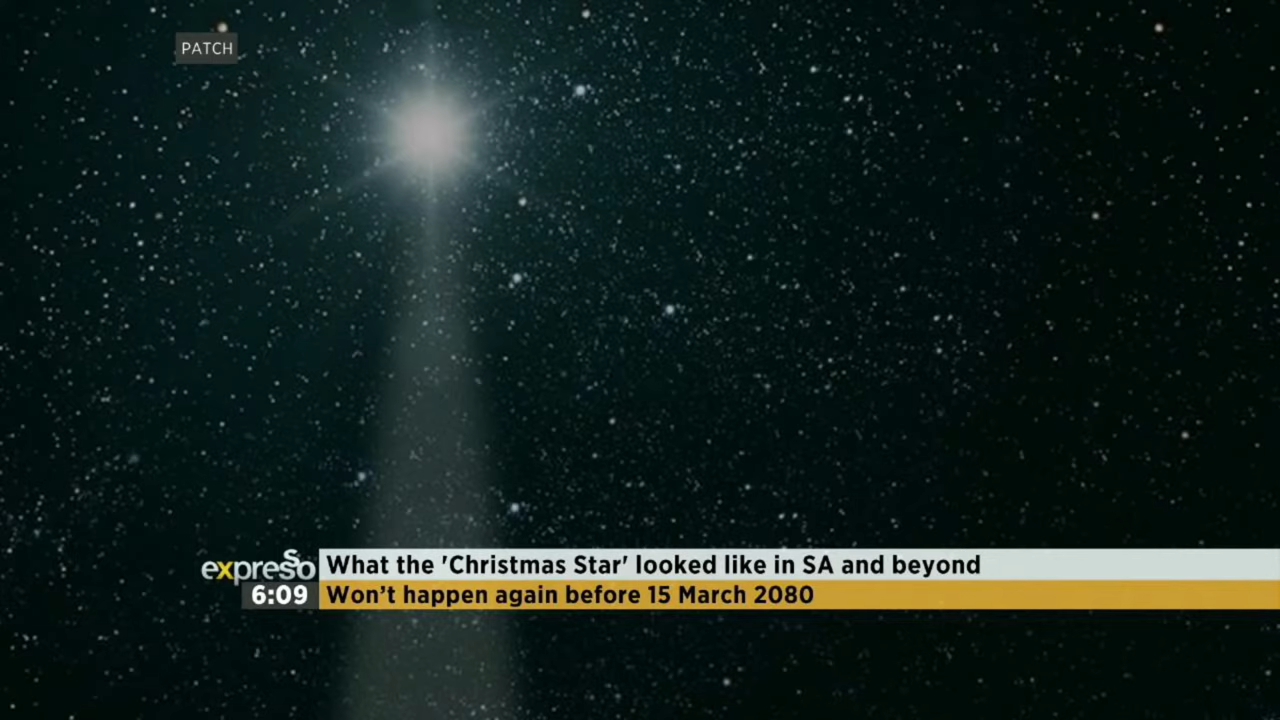 PATCH
expresso
What the 'Christmas Star' looked like in SA and beyond
6:09
Won't happen again before 15 March 2080